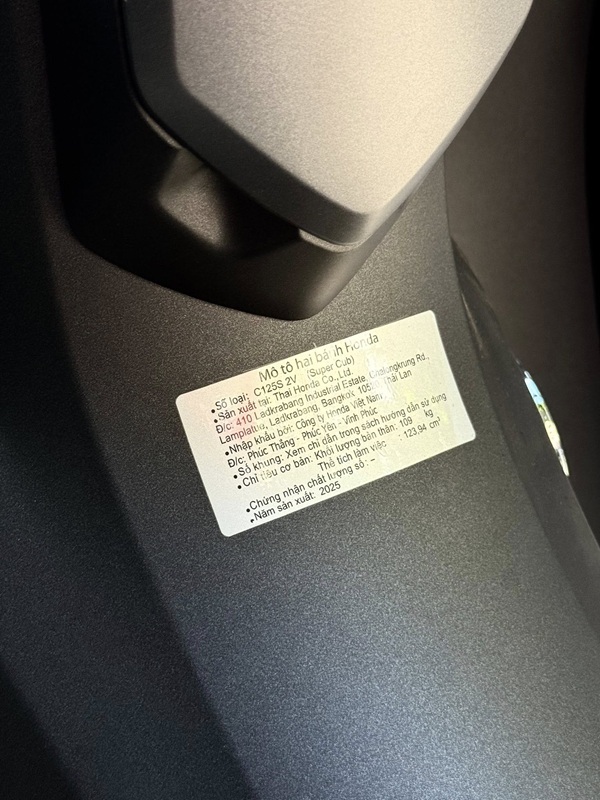 Mô tô hai bánh Honda
•Số loại: C125S 2V (Super Cub)
•Sản xuất tại: Thai Honda Co.,Ltd.
Đ/c: 410 Ladkrabang Industrial Estate, Chalungkrung Rd.,
Lamplatiw, Ladkrabang, Bangkok Thái Lan
•Nhập khẩu bởi: Công ty Honda Việt Nam
Đ/c: Phúc Thắng - Phúc Yên - Vĩnh Phúc
•Số khung: Xem chỉ dẫn trong sách hướng dẫn sử dụng
•Chỉ tiêu cơ bản: Khối lượng bản thân: 109 kg
Thể tích làm việc : 123,94 cm³
•Chứng nhận chất lượng số: -
•Năm sản xuất: 2025